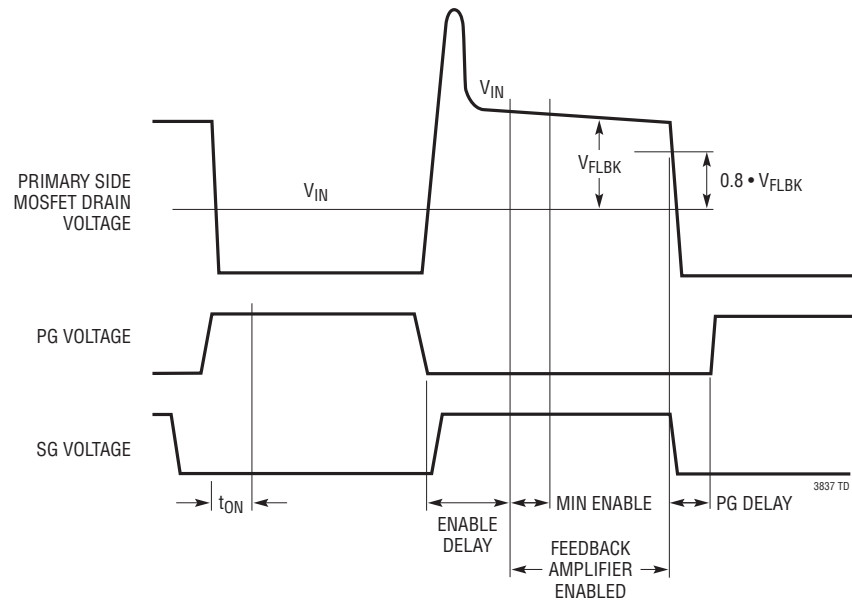 V_IN
V_FLBK
0.8 • V_FLBK
PRIMARY SIDE
MOSFET DRAIN
VOLTAGE
V_IN
PG VOLTAGE
SG VOLTAGE
3837 TD
t_ON
ENABLE
DELAY
MIN ENABLE
PG DELAY
FEEDBACK
AMPLIFIER
ENABLED